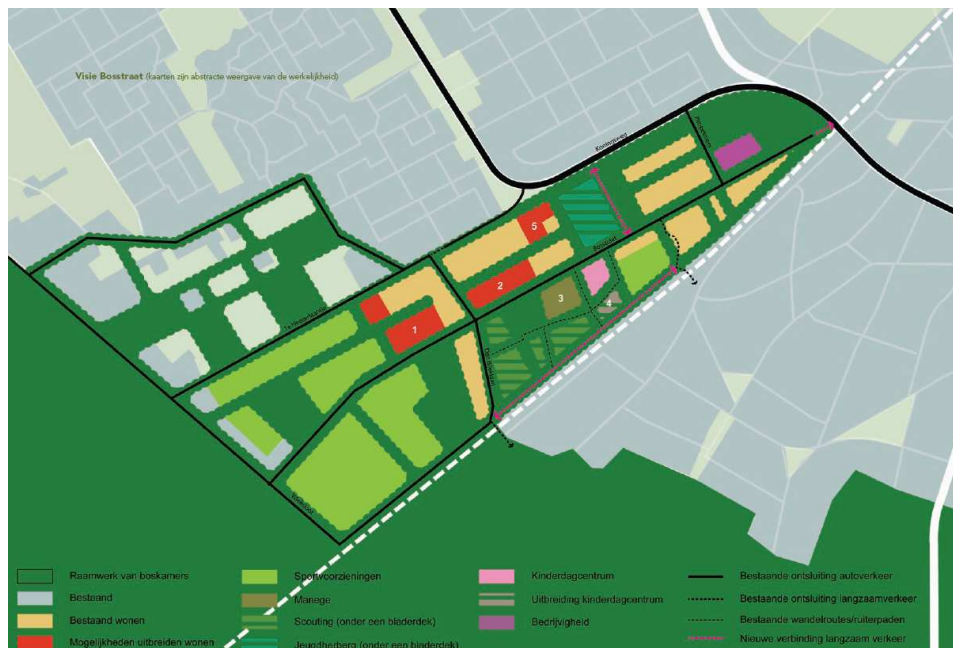 Visie Bosstraat (kaarten zijn abstracte weergave van de werkelijkheid)
Koningsweg
5
Bosstraat
2
3
4
1
Raamwerk van boskamers
Bestaand
Bestaand wonen
Mogelijkheden uitbreiden wonen
Sportvoorzieningen
Manege
Scouting (onder een bladerdek)
Jeugdherberg (onder een bladerdek)
Kinderdagcentrum
Uitbreiding kinderdagcentrum
Bedrijvigheid
Bestaande ontsluiting autoverkeer
Bestaande ontsluiting langzaamverkeer
Bestaande wandelroutes/ruiterpaden
Nieuwe verbinding langzaam verkeer